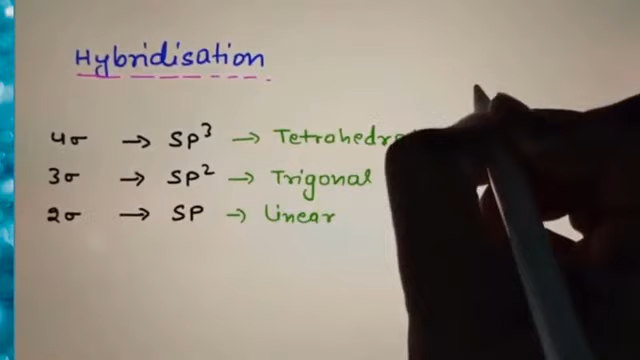 Hybridisation
4σ → SP³ → Tetrahedr
3σ → SP² → Trigonal
2σ → SP → Linear